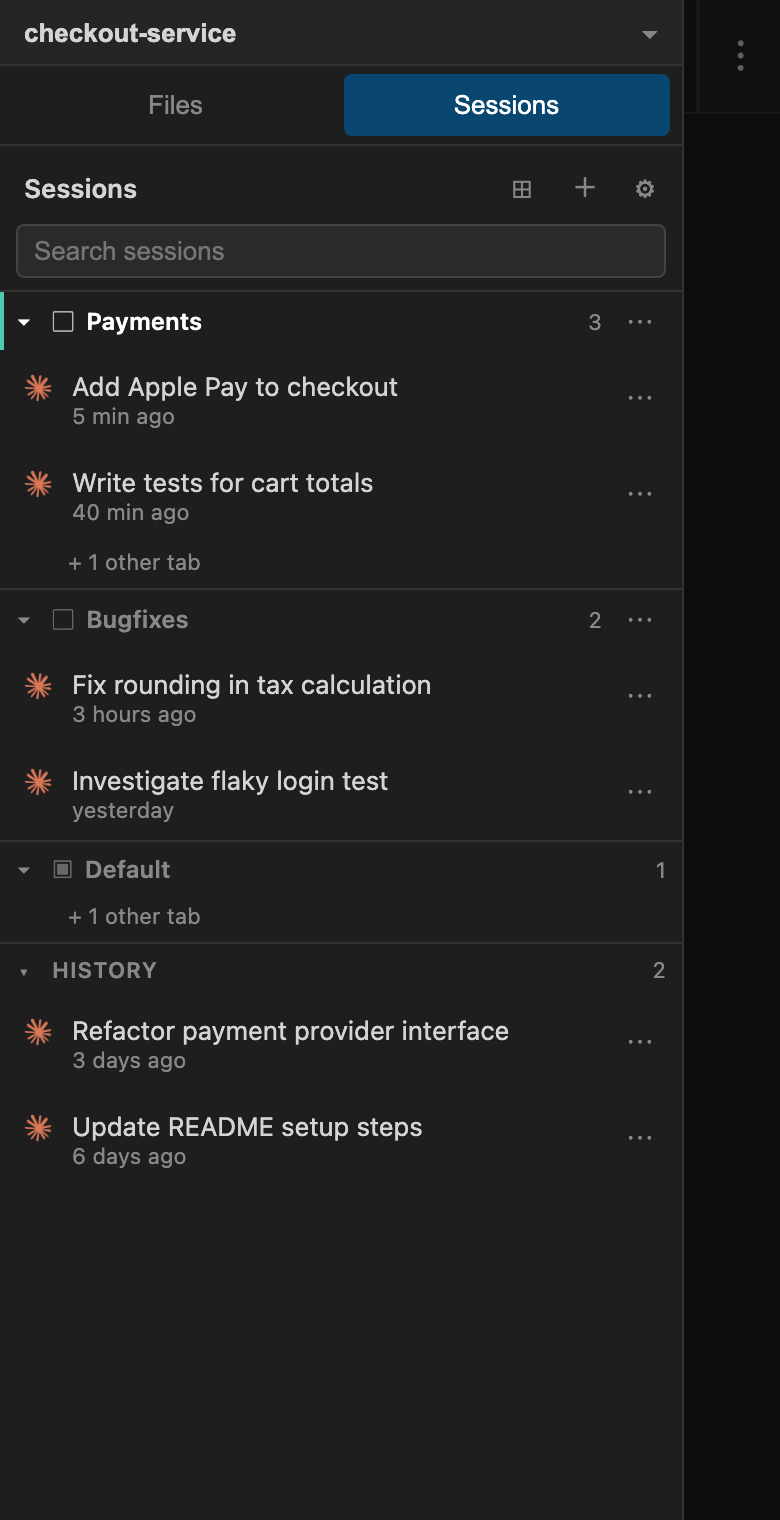 checkout-service
Files
Sessions
Sessions
Search sessions
Payments
3
Add Apple Pay to checkout
5 min ago
Write tests for cart totals
40 min ago
+ 1 other tab
Bugfixes
2
Fix rounding in tax calculation
3 hours ago
Investigate flaky login test
yesterday
Default
1
+ 1 other tab
HISTORY
2
Refactor payment provider interface
3 days ago
Update README setup steps
6 days ago